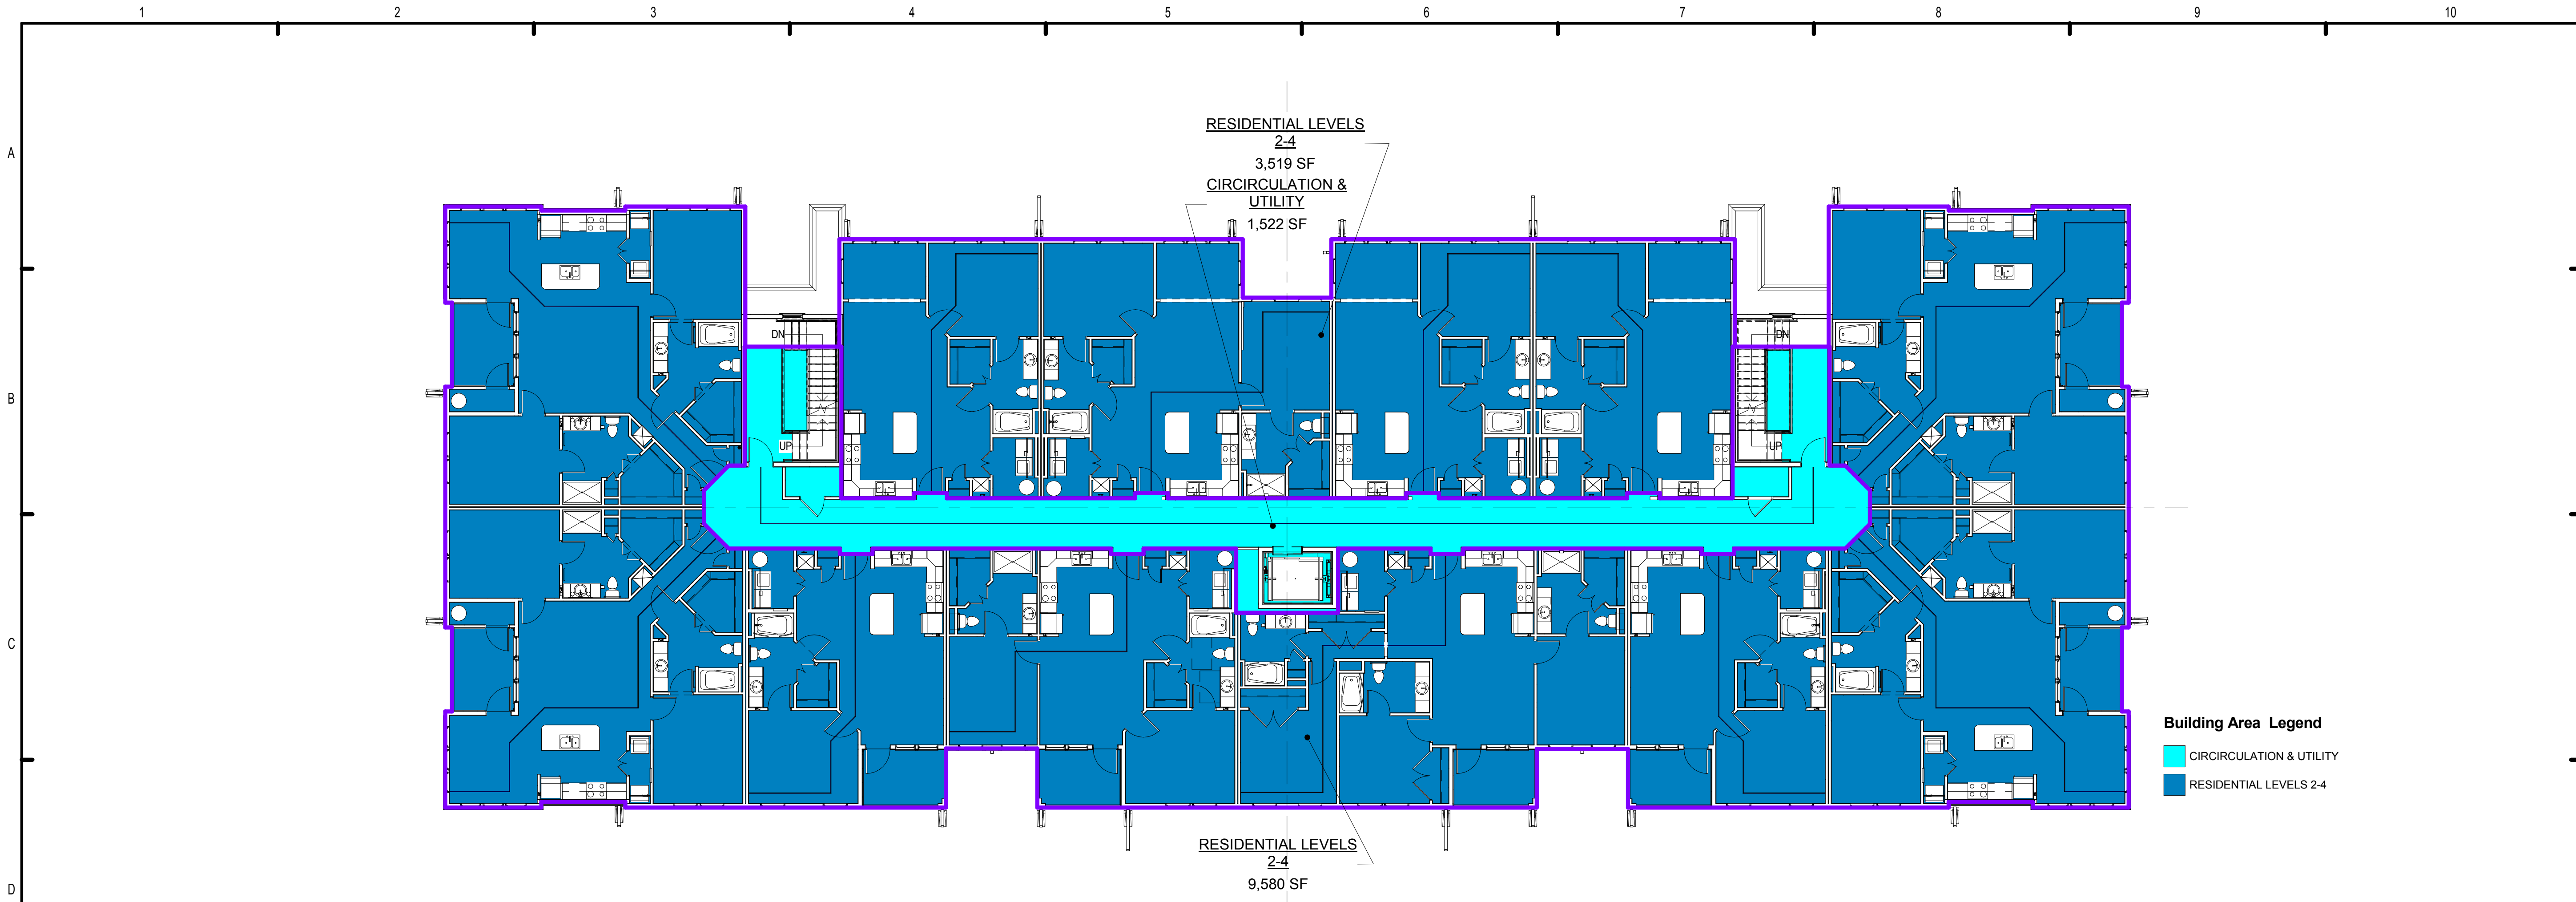 1 2 3 4 5 6 7 8 9 10
A
RESIDENTIAL LEVELS
2-4
3,519 SF
CIRCIRCULATION &
UTILITY
1,522 SF
DN
DN
B
UP
UP
C
Building Area Legend
CIRCIRCULATION & UTILITY
RESIDENTIAL LEVELS 2-4
RESIDENTIAL LEVELS
2-4
9,580 SF
D